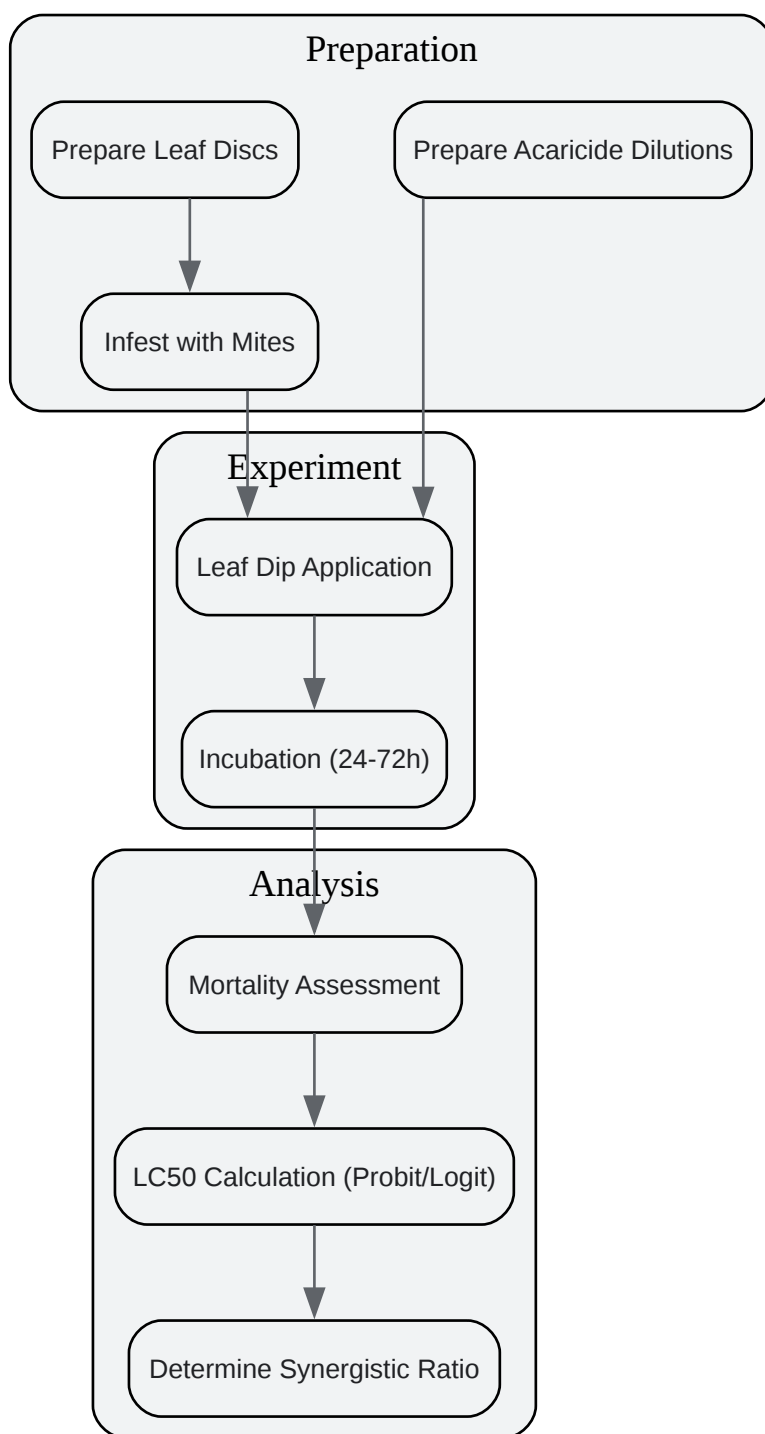 Preparation
Prepare Leaf Discs
Prepare Acaricide Dilutions
Infest with Mites
Experiment
Leaf Dip Application
Incubation (24-72h)
Analysis
Mortality Assessment
LC50 Calculation (Probit/Logit)
Determine Synergistic Ratio